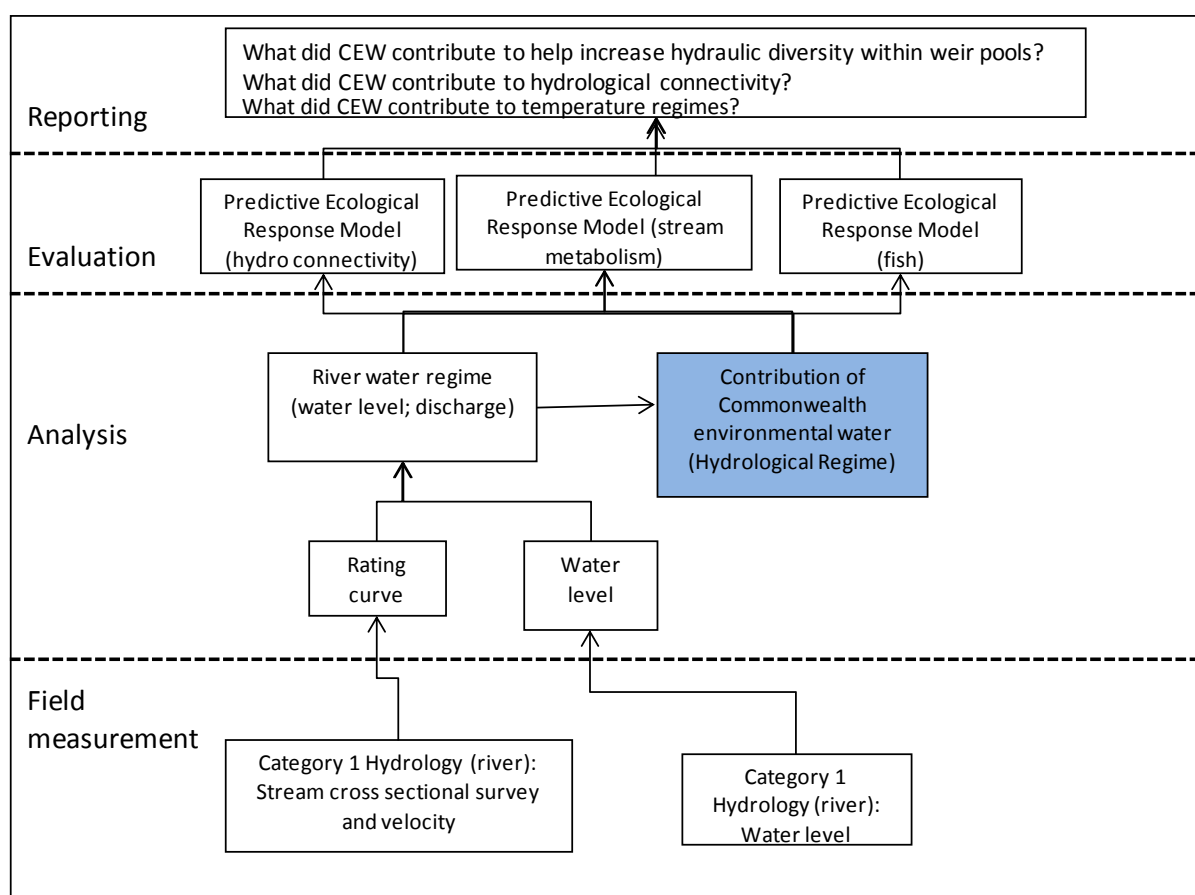 What did CEW contribute to help increase hydraulic diversity within weir pools?
What did CEW contribute to hydrological connectivity?
What did CEW contribute to temperature regimes?
Reporting
Predictive Ecological
Response Model
(hydro connectivity)
Predictive Ecological
Response Model (stream
metabolism)
Predictive Ecological
Response Model
(fish)
Evaluation
River water regime
(water level; discharge)
Contribution of
Commonwealth
environmental water
(Hydrological Regime)
Analysis
Rating
curve
Water
level
Field
measurement
Category 1 Hydrology (river):
Stream cross sectional survey
and velocity
Category 1
Hydrology (river):
Water level